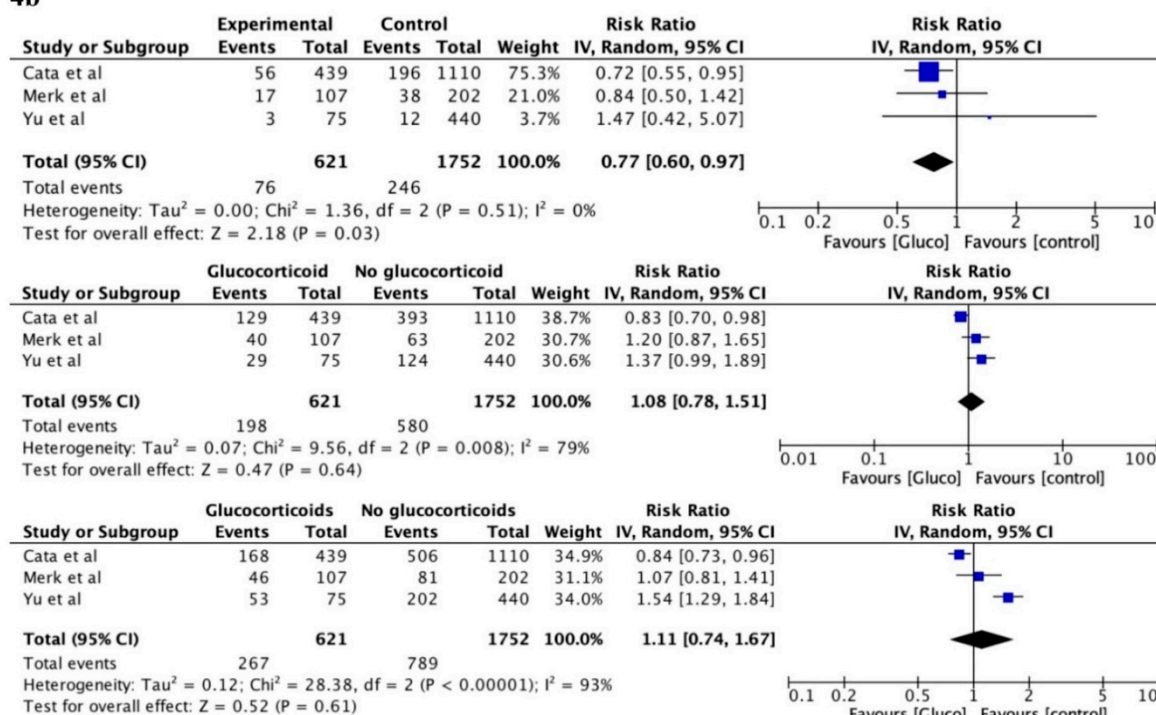 4b
Experimental Control Risk Ratio Risk Ratio
Study or Subgroup Events Total Events Total Weight IV, Random, 95% CI IV, Random, 95% CI
Cata et al 56 439 196 1110 75.3% 0.72 [0.55, 0.95]
Merk et al 17 107 38 202 21.0% 0.84 [0.50, 1.42]
Yu et al 3 75 12 440 3.7% 1.47 [0.42, 5.07]
Total (95% CI) 621 1752 100.0% 0.77 [0.60, 0.97]
Total events 76 246
Heterogeneity: Tau² = 0.00; Chi² = 1.36, df = 2 (P = 0.51); I² = 0%
Test for overall effect: Z = 2.18 (P = 0.03)
0.1 0.2 0.5 1 2 5 10
Favours [Gluco] Favours [control]
Glucocorticoid No glucocorticoid Risk Ratio Risk Ratio
Study or Subgroup Events Total Events Total Weight IV, Random, 95% CI IV, Random, 95% CI
Cata et al 129 439 393 1110 38.7% 0.83 [0.70, 0.98]
Merk et al 40 107 63 202 30.7% 1.20 [0.87, 1.65]
Yu et al 29 75 124 440 30.6% 1.37 [0.99, 1.89]
Total (95% CI) 621 1752 100.0% 1.08 [0.78, 1.51]
Total events 198 580
Heterogeneity: Tau² = 0.07; Chi² = 9.56, df = 2 (P = 0.008); I² = 79%
Test for overall effect: Z = 0.47 (P = 0.64)
0.01 0.1 1 10 100
Favours [Gluco] Favours [control]
Glucocorticoids No glucocorticoids Risk Ratio Risk Ratio
Study or Subgroup Events Total Events Total Weight IV, Random, 95% CI IV, Random, 95% CI
Cata et al 168 439 506 1110 34.9% 0.84 [0.73, 0.96]
Merk et al 46 107 81 202 31.1% 1.07 [0.81, 1.41]
Yu et al 53 75 202 440 34.0% 1.54 [1.29, 1.84]
Total (95% CI) 621 1752 100.0% 1.11 [0.74, 1.67]
Total events 267 789
Heterogeneity: Tau² = 0.12; Chi² = 28.38, df = 2 (P < 0.00001); I² = 93%
Test for overall effect: Z = 0.52 (P = 0.61)
0.1 0.2 0.5 1 2 5 10
Favours [Gluco] Favours [control]